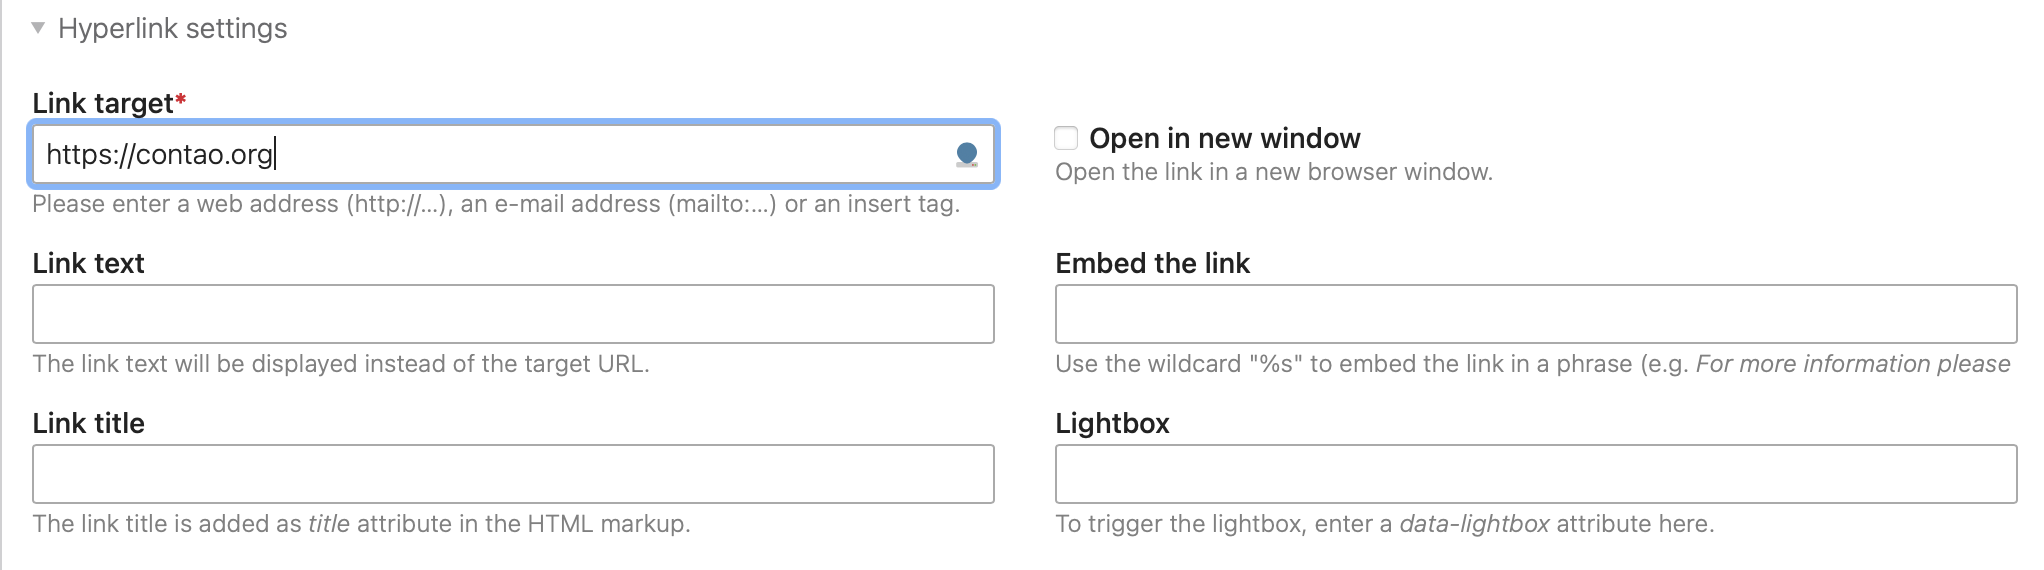 Hyperlink settings
Link target*
https://contao.org
Please enter a web address (http://...), an e-mail address (mailto:...) or an insert tag.
Open in new window
Open the link in a new browser window.
Link text
The link text will be displayed instead of the target URL.
Embed the link
Use the wildcard "%s" to embed the link in a phrase (e.g. For more information please
Link title
The link title is added as title attribute in the HTML markup.
Lightbox
To trigger the lightbox, enter a data-lightbox attribute here.